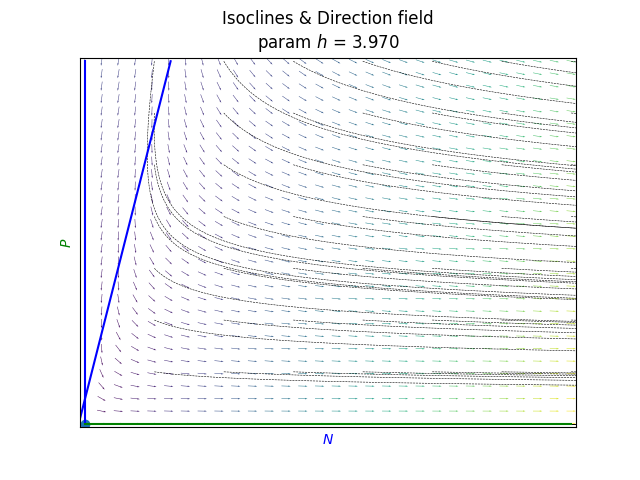 Isoclines & Direction field
param h = 3.970
P
N